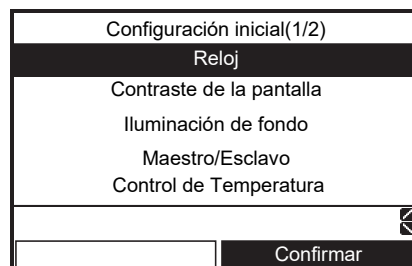 Configuración inicial(1/2)
Reloj
Contraste de la pantalla
Iluminación de fondo
Maestro/Esclavo
Control de Temperatura
Confirmar